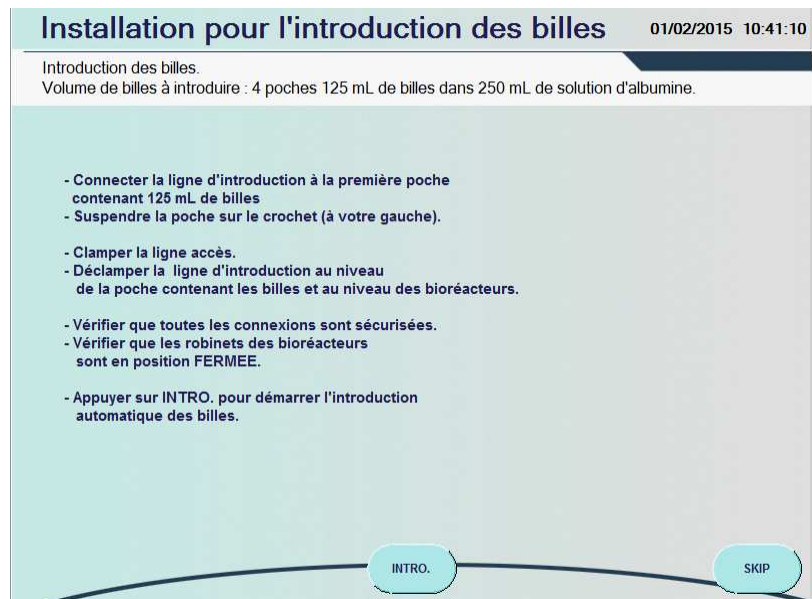 Installation pour l'introduction des billes
01/02/2015 10:41:10
Introduction des billes.
Volume de billes à introduire : 4 poches 125 mL de billes dans 250 mL de solution d'albumine.
- Connecter la ligne d'introduction à la première poche
contenant 125 mL de billes
- Suspendre la poche sur le crochet (à votre gauche).
- Clamper la ligne accès.
- Déclamper la ligne d'introduction au niveau
de la poche contenant les billes et au niveau des bioréacteurs.
- Vérifier que toutes les connexions sont sécurisées.
- Vérifier que les robinets des bioréacteurs
sont en position FERMEE.
- Appuyer sur INTRO. pour démarrer l'introduction
automatique des billes.
INTRO.
SKIP